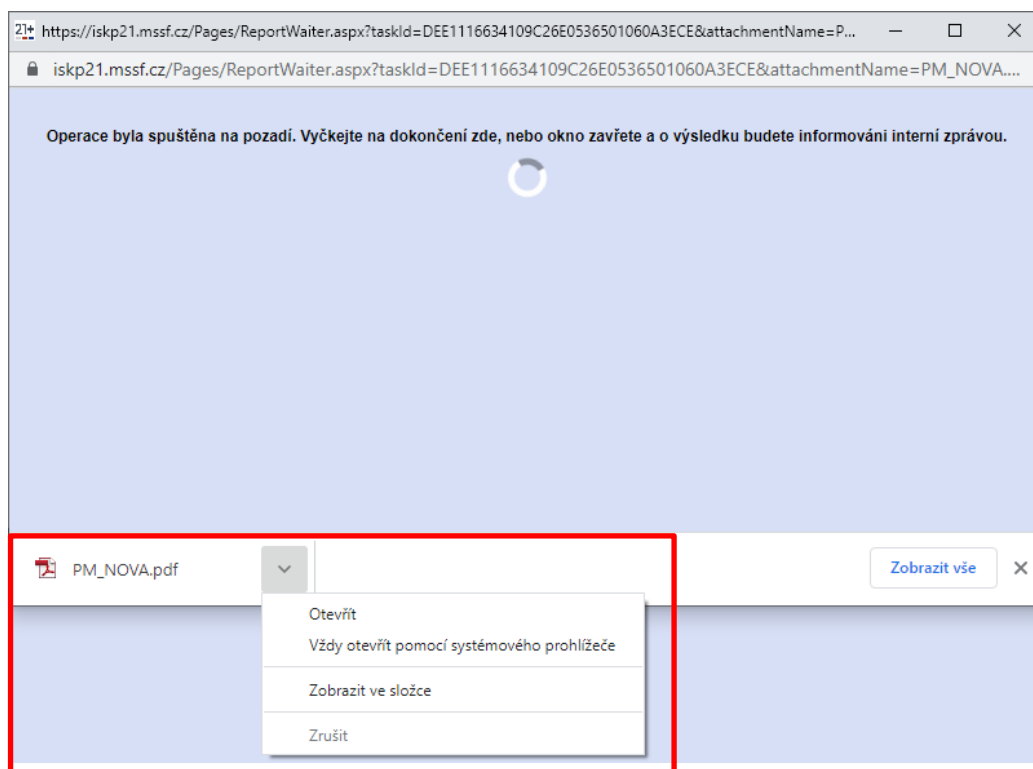 21+ https://iskp21.mssf.cz/Pages/ReportWaiter.aspx?taskId=DEE1116634109C26E0536501060A3ECE&attachmentName=P...
iskp21.mssf.cz/Pages/ReportWaiter.aspx?taskId=DEE1116634109C26E0536501060A3ECE&attachmentName=PM_NOVA....
Operace byla spuštěna na pozadí. Vyčkejte na dokončení zde, nebo okno zavřete a o výsledku budete informováni interní zprávou.
PM_NOVA.pdf
Zobrazit vše
Otevřít
Vždy otevřít pomocí systémového prohlížeče
Zobrazit ve složce
Zrušit